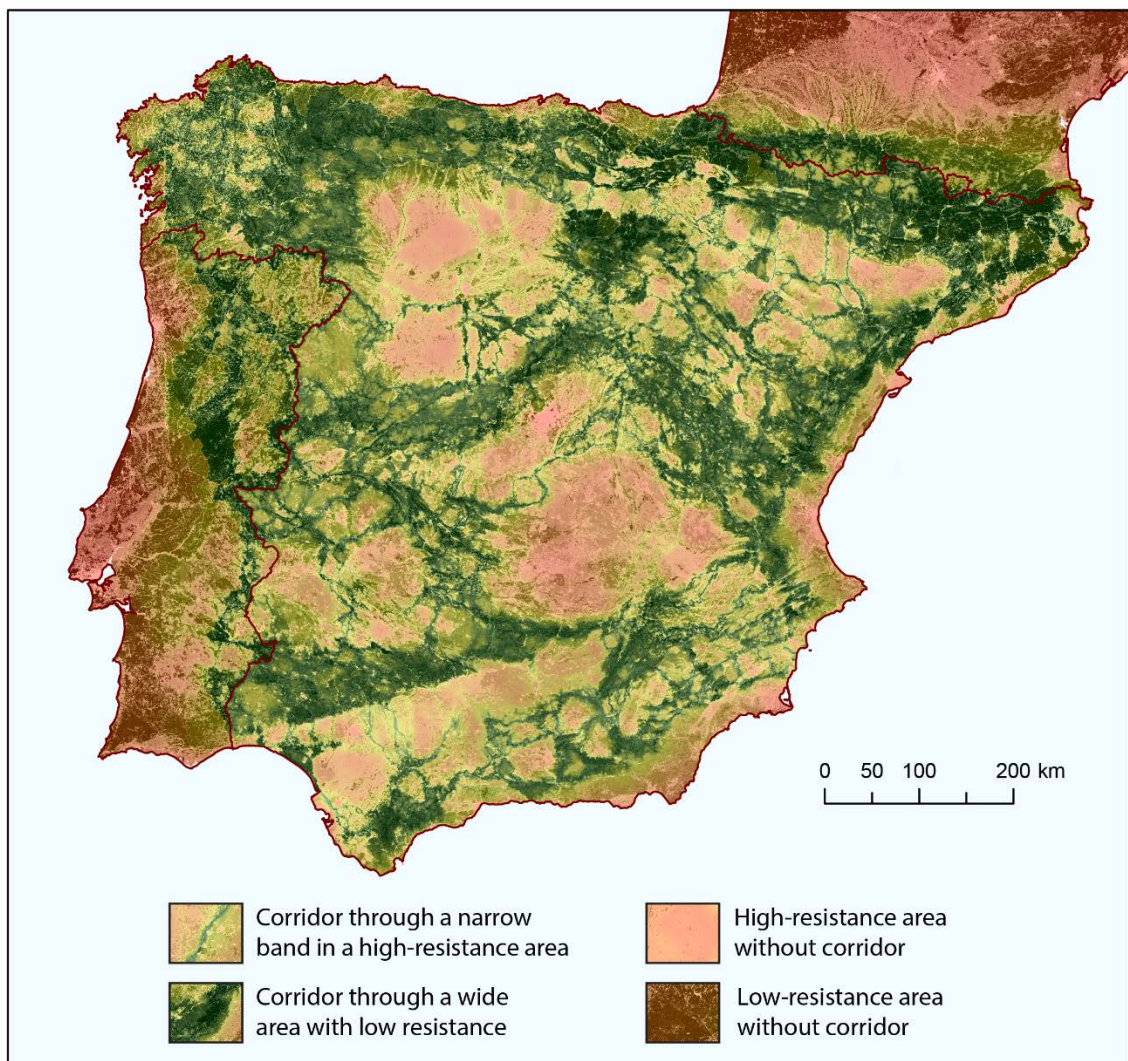 0 50 100 200 km
Corridor through a narrow
band in a high-resistance area
High-resistance area
without corridor
Corridor through a wide
area with low resistance
Low-resistance area
without corridor